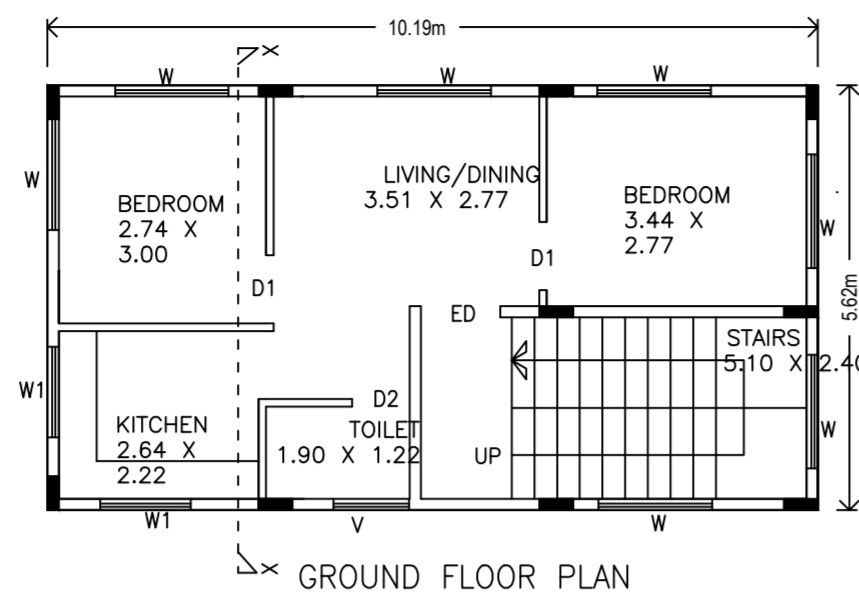 10.19m
X
W
W
W
W
BEDROOM
2.74 X
3.00
LIVING/DINING
3.51 X 2.77
BEDROOM
3.44 X
2.77
W
D1
D1
5.62m
ED
STAIRS
5.10 X 2.40
W1
KITCHEN
2.64 X
2.22
D2
TOILET
1.90 X 1.22
UP
W
W1
V
W
X
GROUND FLOOR PLAN